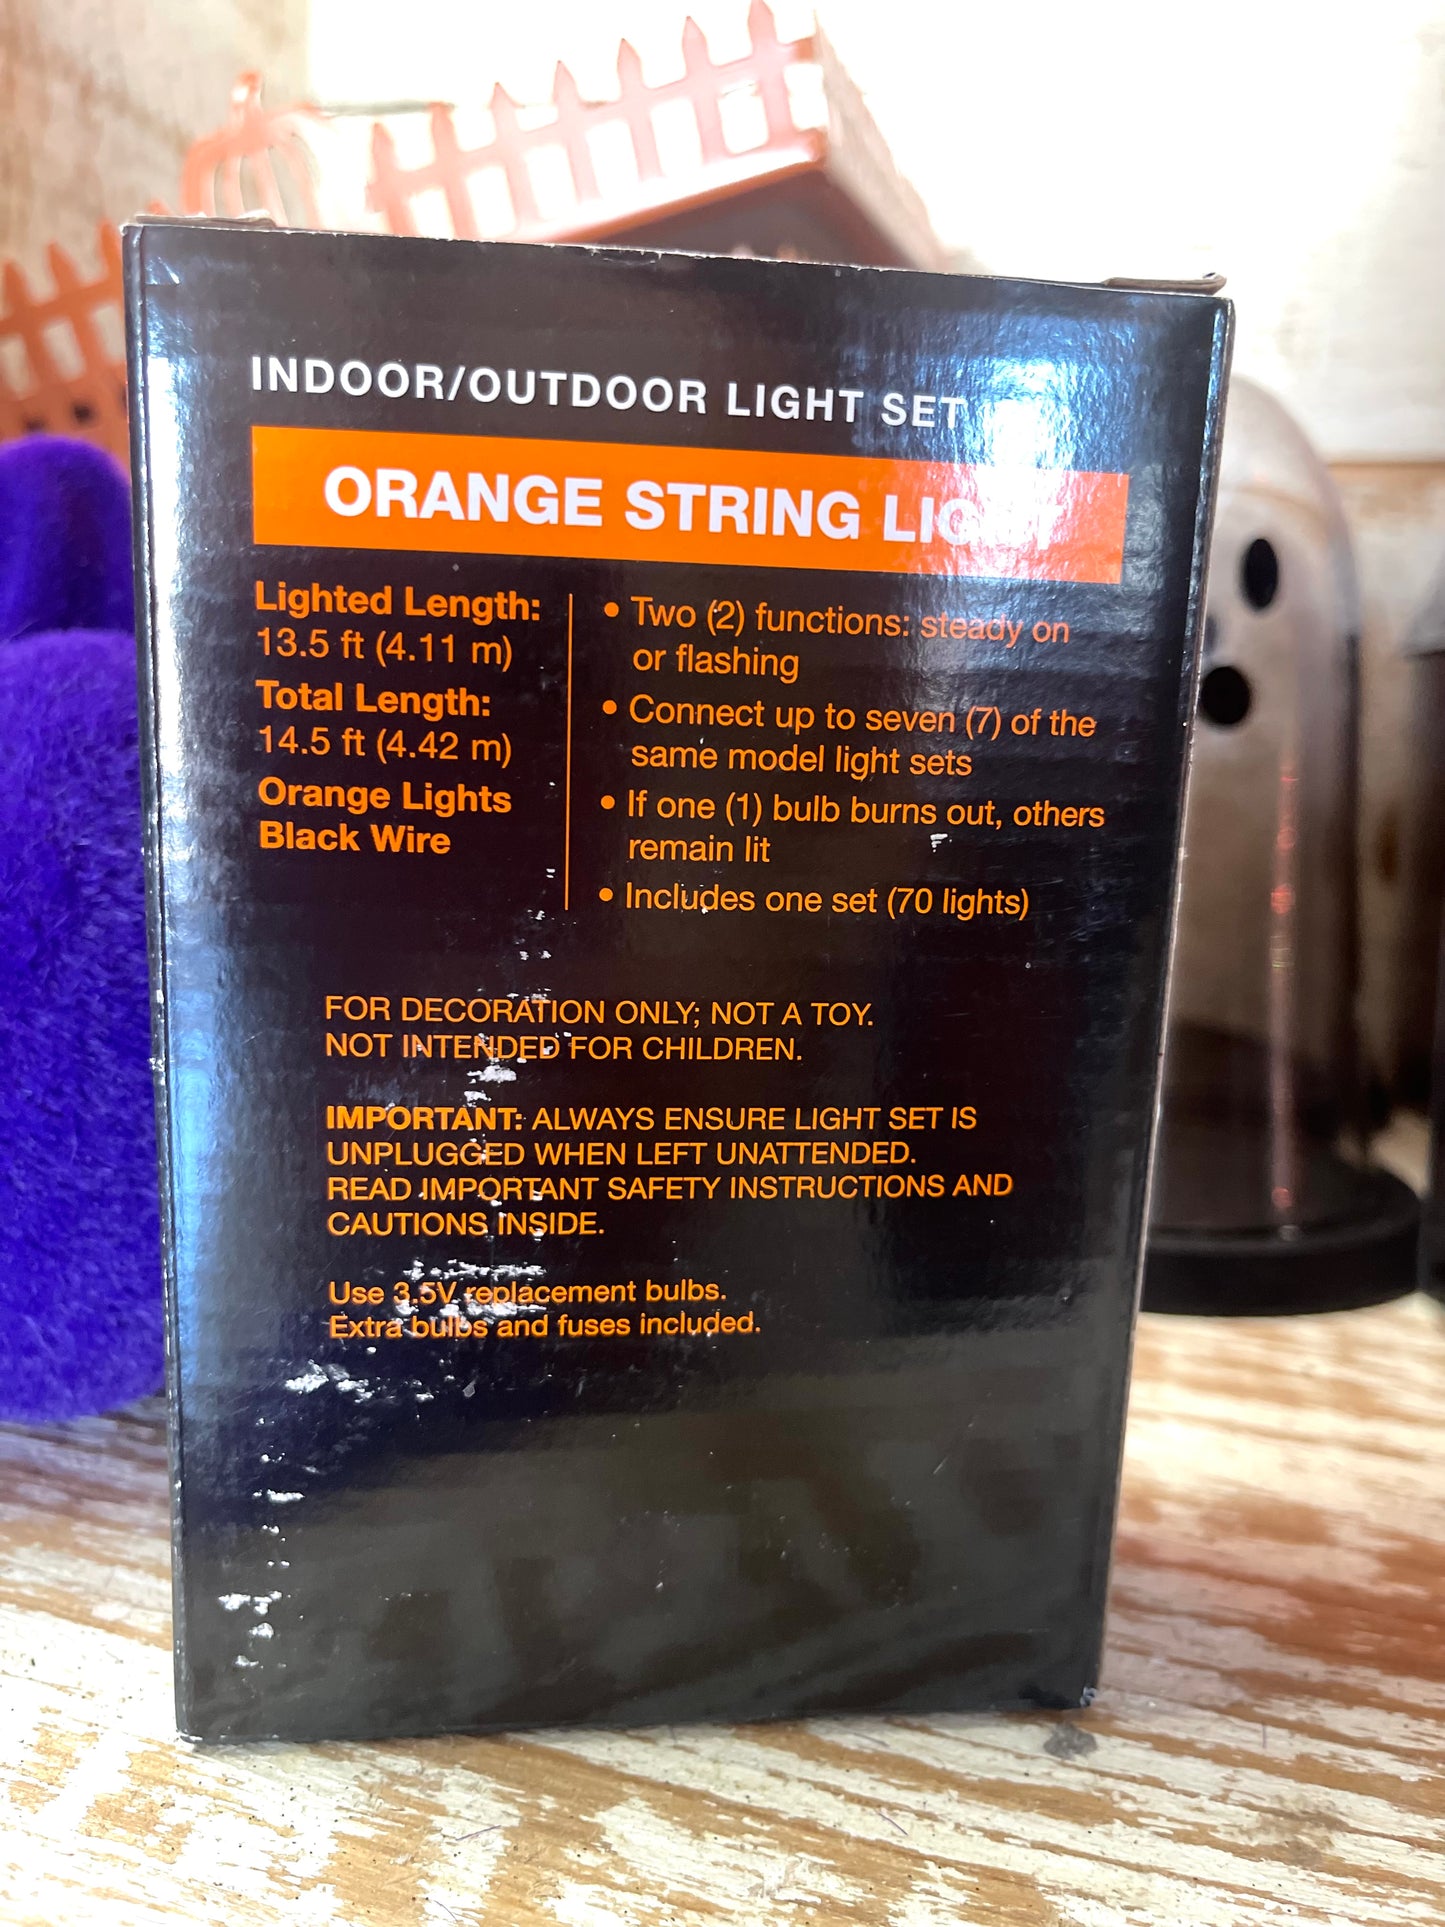 INDOOR/OUTDOOR LIGHT SET
ORANGE STRING LIGHT
Lighted Length:
13.5 ft (4.11 m)
Total Length:
14.5 ft (4.42 m)
Orange Lights
Black Wire
• Two (2) functions: steady on
or flashing
• Connect up to seven (7) of the
same model light sets
• If one (1) bulb burns out, others
remain lit
• Includes one set (70 lights)
FOR DECORATION ONLY; NOT A TOY.
NOT INTENDED FOR CHILDREN.
IMPORTANT: ALWAYS ENSURE LIGHT SET IS
UNPLUGGED WHEN LEFT UNATTENDED.
READ IMPORTANT SAFETY INSTRUCTIONS AND
CAUTIONS INSIDE.
Use 3.5V replacement bulbs.
Extra bulbs and fuses included.